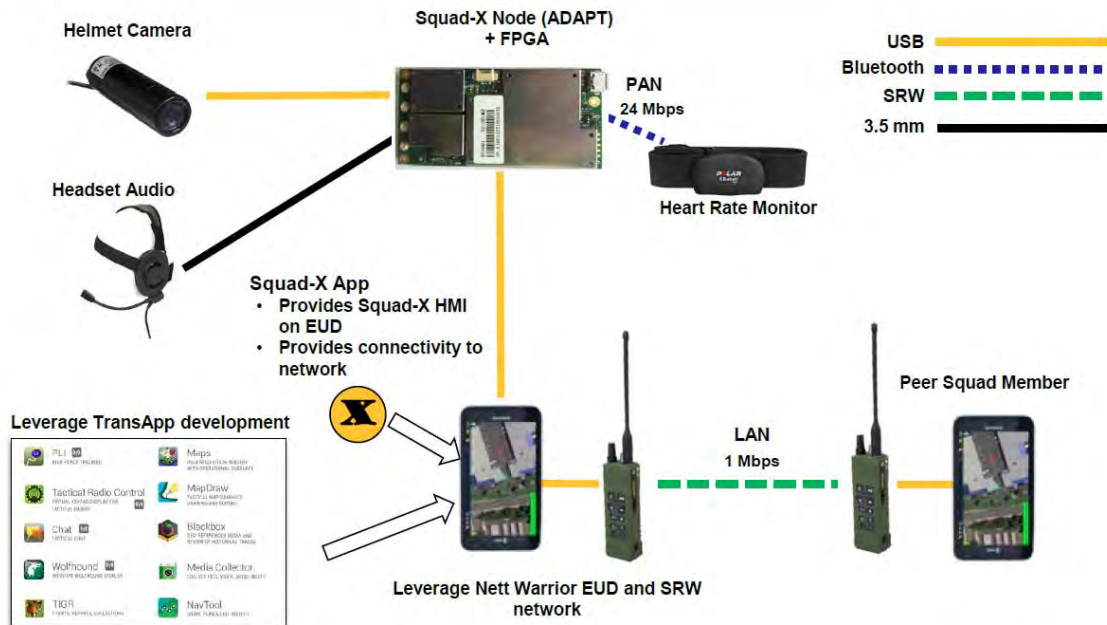 Squad-X Node (ADAPT)
+ FPGA
Helmet Camera
USB
Bluetooth
SRW
3.5 mm
PAN
24 Mbps
POLAR
Heart Rate Monitor
Headset Audio
Squad-X App
• Provides Squad-X HMI
on EUD
• Provides connectivity to
network
X
Peer Squad Member
LAN
1 Mbps
Leverage TransApp development
PLI
Maps
Tactical Radio Control
MapDraw
Chat
Blackbox
Wolfhound
Media Collector
TIGR
NavTool
Leverage Nett Warrior EUD and SRW
network